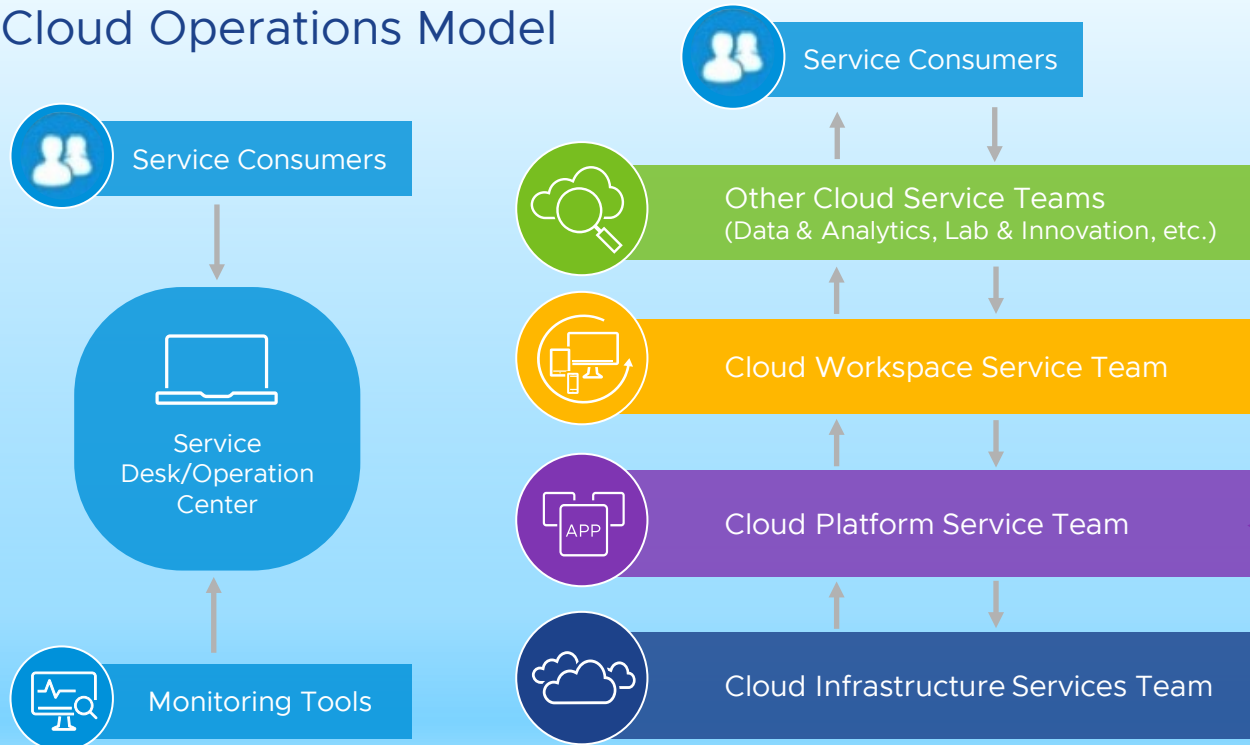 Cloud Operations Model
Service Consumers
Service
Desk/Operation
Center
Monitoring Tools
Service Consumers
Other Cloud Service Teams
(Data & Analytics, Lab & Innovation, etc.)
Cloud Workspace Service Team
APP
Cloud Platform Service Team
Cloud Infrastructure Services Team